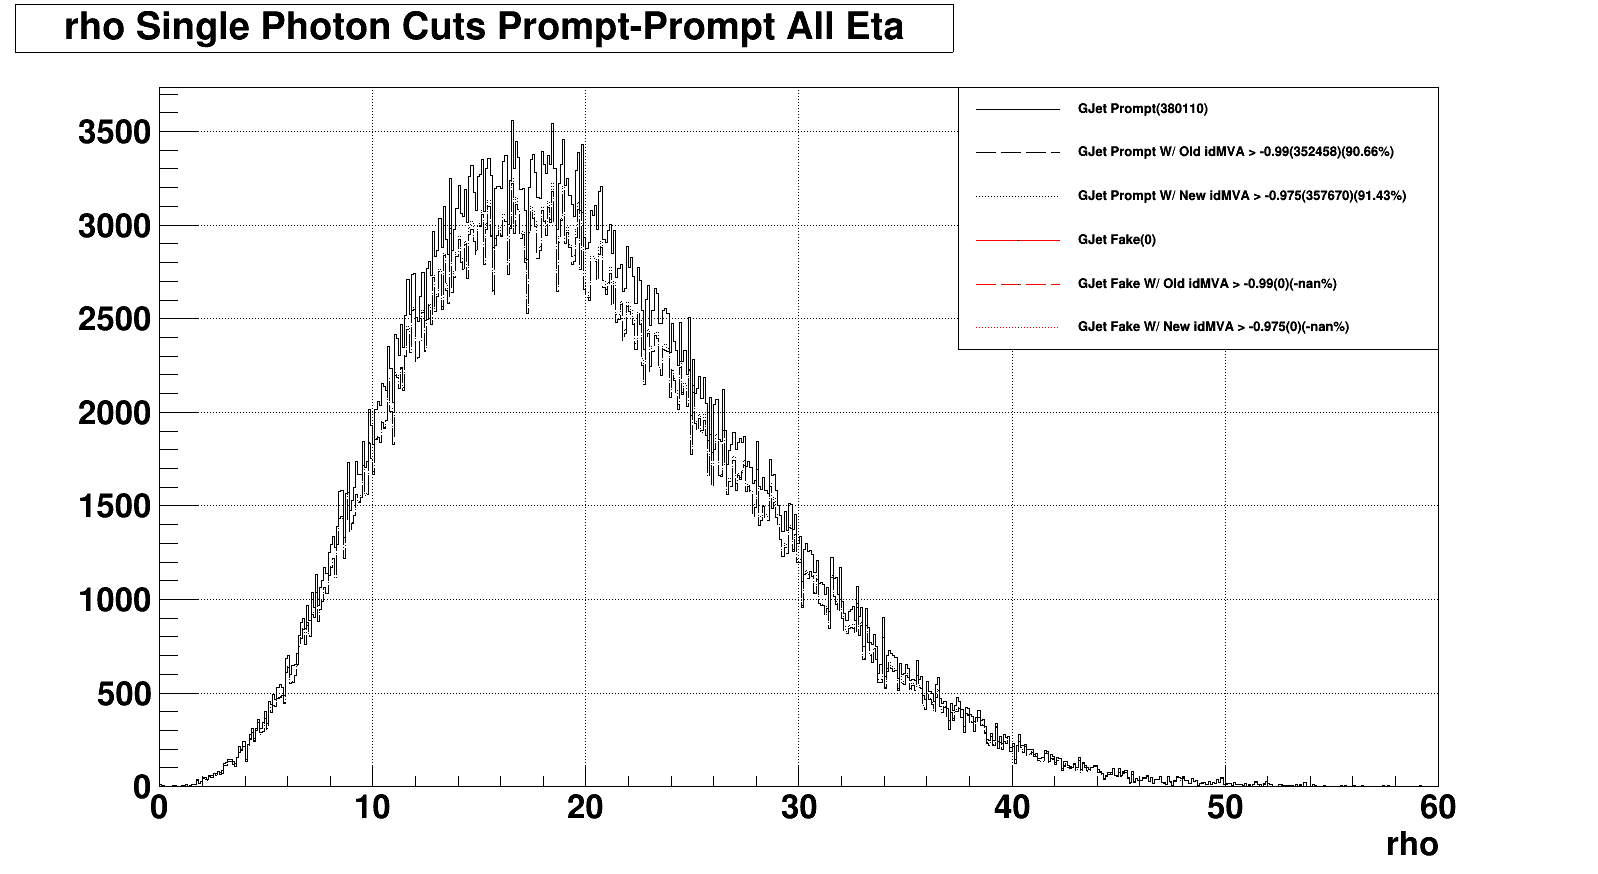 rho Single Photon Cuts Prompt-Prompt All Eta
GJet Prompt(380110)
GJet Prompt W/ Old idMVA > -0.99(352458)(90.66%)
GJet Prompt W/ New idMVA > -0.975(357670)(91.43%)
GJet Fake(0)
GJet Fake W/ Old idMVA > -0.99(0)(-nan%)
GJet Fake W/ New idMVA > -0.975(0)(-nan%)
3500
3000
2500
2000
1500
1000
500
0
0 10 20 30 40 50 60
rho